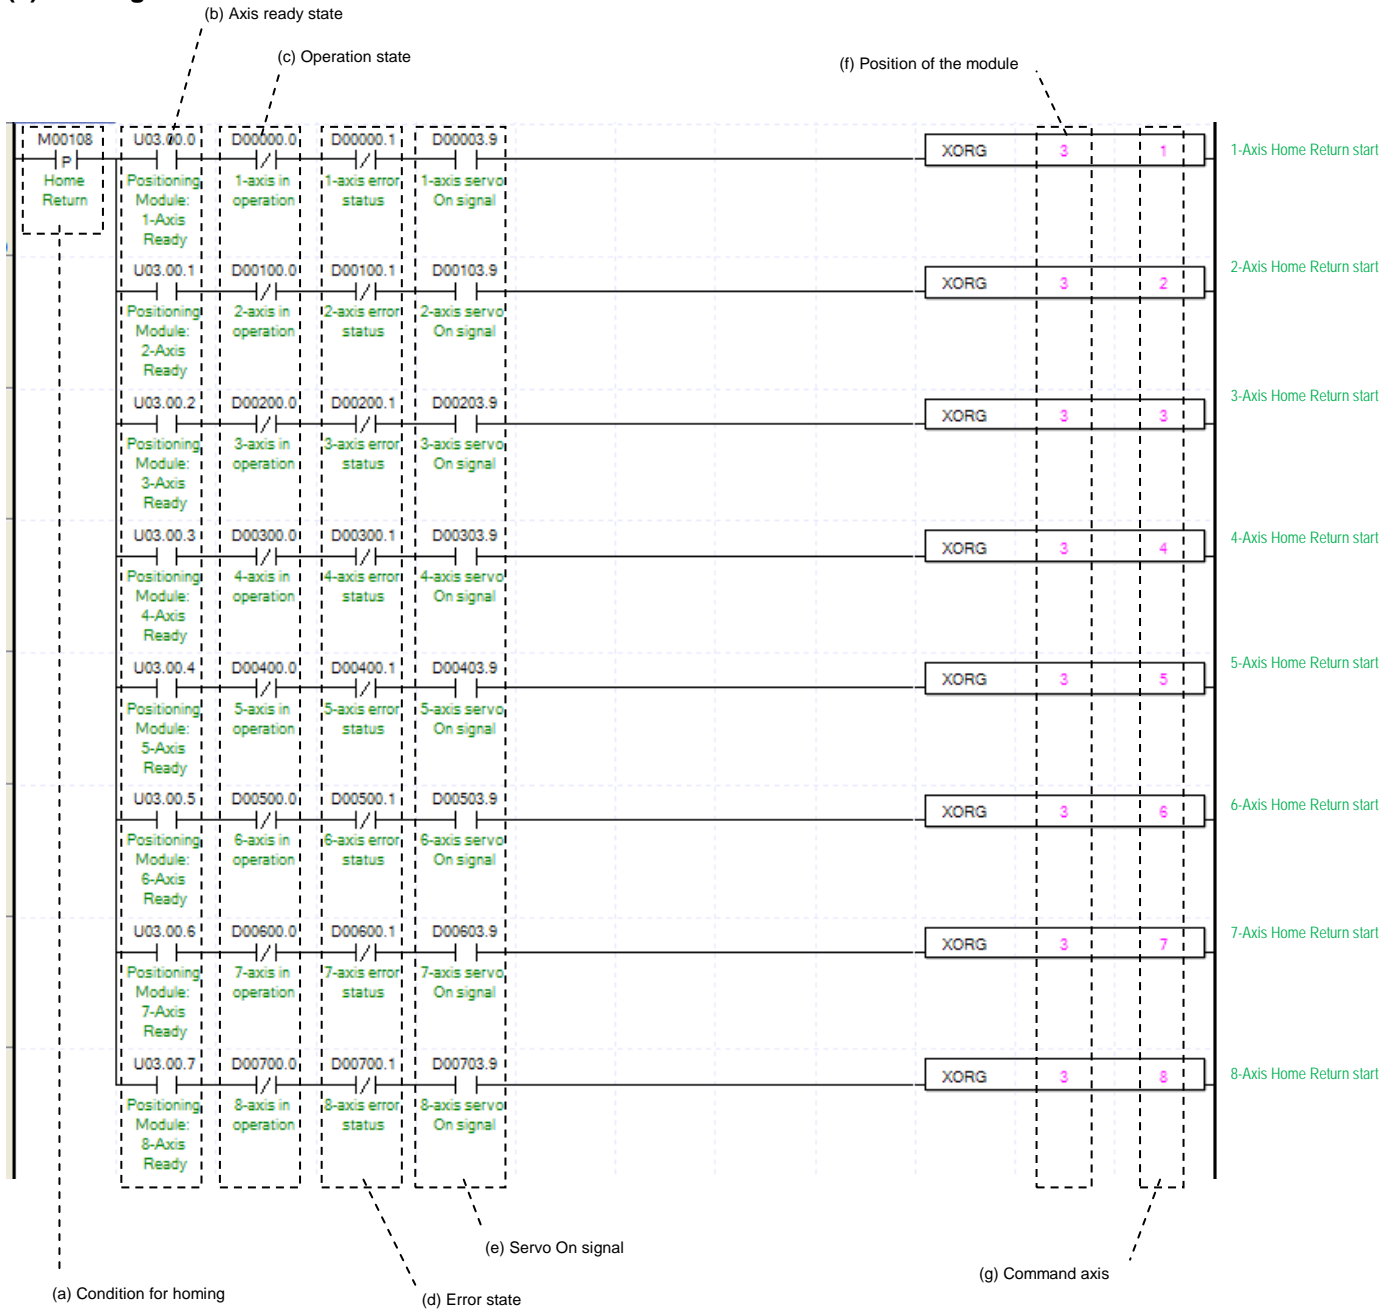 (b) Axis ready state
(c) Operation state
(f) Position of the module
M00108
P
Home
Return
U03.00.0
D00000.0
D00000.1
D00003.9
XORG 3 1
1-Axis Home Return start
Positioning
Module:
1-Axis
Ready
1-axis in
operation
1-axis error
status
1-axis servo
On signal
U03.00.1
D00100.0
D00100.1
D00103.9
XORG 3 2
2-Axis Home Return start
Positioning
Module:
2-Axis
Ready
2-axis in
operation
2-axis error
status
2-axis servo
On signal
U03.00.2
D00200.0
D00200.1
D00203.9
XORG 3 3
3-Axis Home Return start
Positioning
Module:
3-Axis
Ready
3-axis in
operation
3-axis error
status
3-axis servo
On signal
U03.00.3
D00300.0
D00300.1
D00303.9
XORG 3 4
4-Axis Home Return start
Positioning
Module:
4-Axis
Ready
4-axis in
operation
4-axis error
status
4-axis servo
On signal
U03.00.4
D00400.0
D00400.1
D00403.9
XORG 3 5
5-Axis Home Return start
Positioning
Module:
5-Axis
Ready
5-axis in
operation
5-axis error
status
5-axis servo
On signal
U03.00.5
D00500.0
D00500.1
D00503.9
XORG 3 6
6-Axis Home Return start
Positioning
Module:
6-Axis
Ready
6-axis in
operation
6-axis error
status
6-axis servo
On signal
U03.00.6
D00600.0
D00600.1
D00603.9
XORG 3 7
7-Axis Home Return start
Positioning
Module:
7-Axis
Ready
7-axis in
operation
7-axis error
status
7-axis servo
On signal
U03.00.7
D00700.0
D00700.1
D00703.9
XORG 3 8
8-Axis Home Return start
Positioning
Module:
8-Axis
Ready
8-axis in
operation
8-axis error
status
8-axis servo
On signal
(e) Servo On signal
(g) Command axis
(a) Condition for homing
(d) Error state